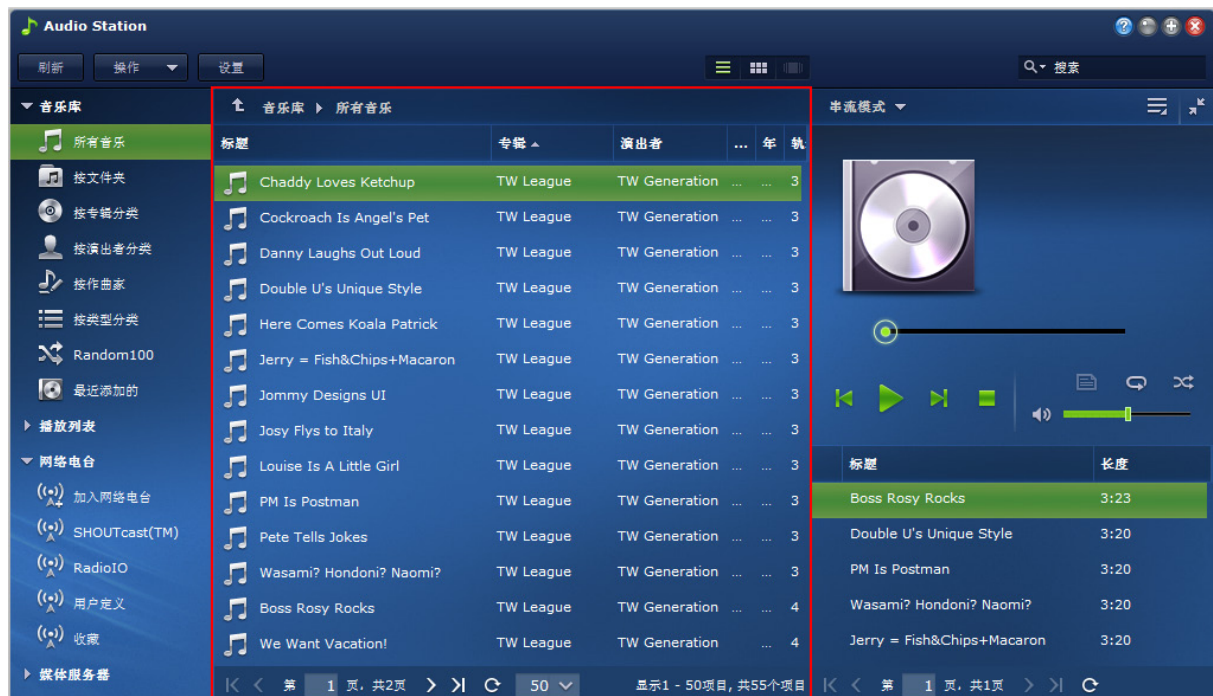 Audio Station
刷新 操作 设置 搜索
音乐库
所有音乐
按文件夹
按专辑分类
按演出者分类
按作曲家
按类型分类
Random100
最近添加的
播放列表
网络电台
加入网络电台
SHOUTcast(TM)
RadioIO
用户定义
收藏
媒体服务器
音乐库 所有音乐
标题 专辑 演出者 ... 年 轨
Chaddy Loves Ketchup TW League TW Generation ... ... 3
Cockroach Is Angel's Pet TW League TW Generation ... ... 3
Danny Laughs Out Loud TW League TW Generation ... ... 3
Double U's Unique Style TW League TW Generation ... ... 3
Here Comes Koala Patrick TW League TW Generation ... ... 3
Jerry = Fish&Chips+Macaron TW League TW Generation ... ... 3
Jommy Designs UI TW League TW Generation ... ... 3
Josy Flys to Italy TW League TW Generation ... ... 3
Louise Is A Little Girl TW League TW Generation ... ... 3
PM Is Postman TW League TW Generation ... ... 3
Pete Tells Jokes TW League TW Generation ... ... 3
Wasami? Hondoni? Naomi? TW League TW Generation ... ... 3
Boss Rosy Rocks TW League TW Generation ... ... 4
We Want Vacation! TW League TW Generation ... 4
第 1 页，共2页 50 显示1 - 50项目，共55个项目
串流模式
标题 长度
Boss Rosy Rocks 3:23
Double U's Unique Style 3:20
PM Is Postman 3:20
Wasami? Hondoni? Naomi? 3:20
Jerry = Fish&Chips+Macaron 3:20
第 1 页，共1页